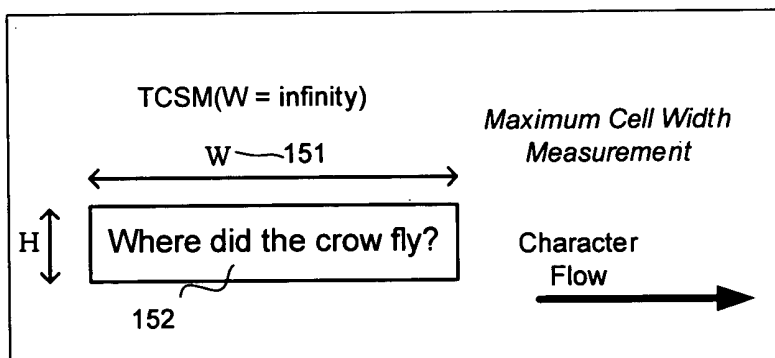 TCSM(W = infinity)
Maximum Cell Width
Measurement
W 151
H
Where did the crow fly?
Character
Flow
152